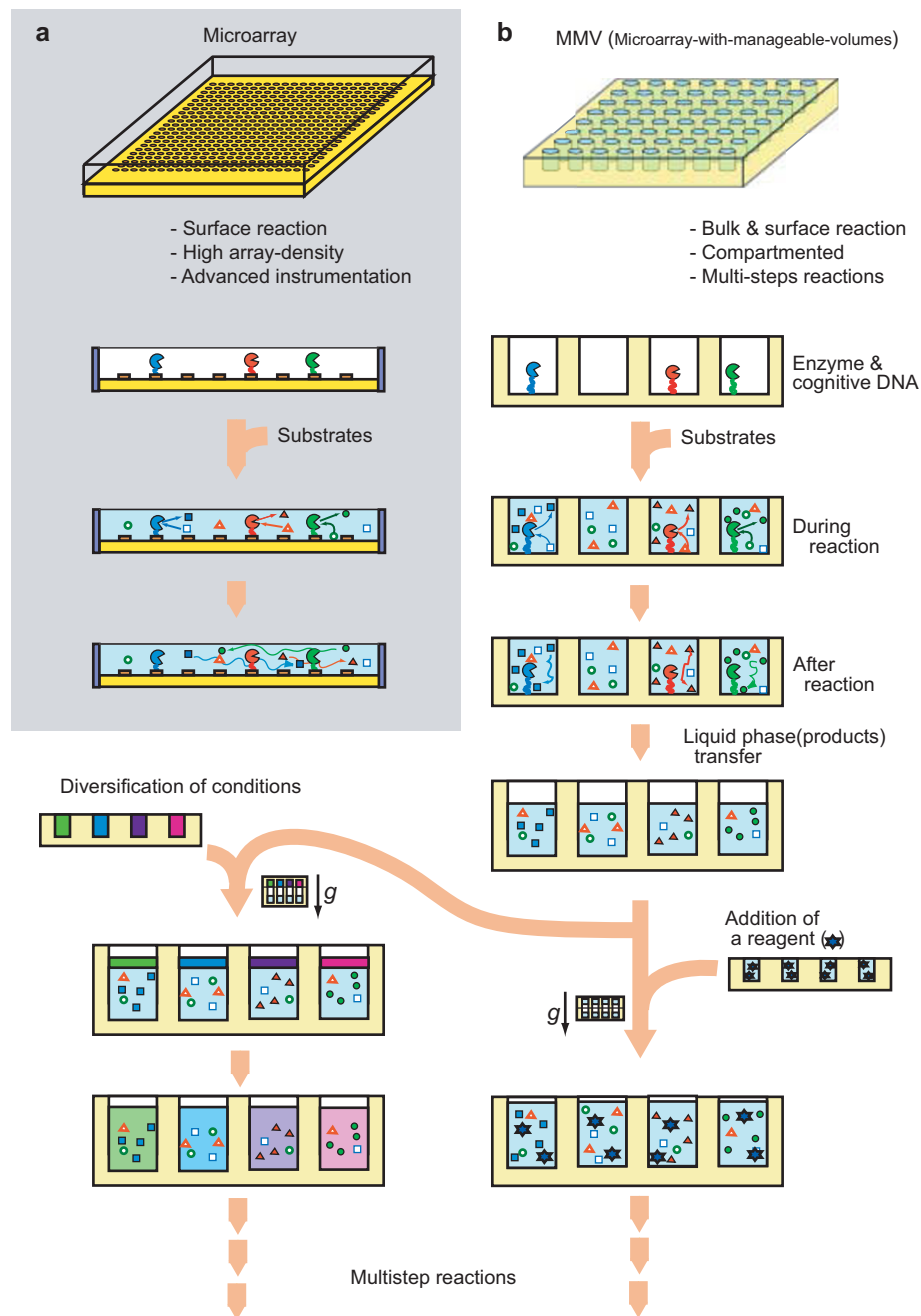 a
Microarray
- Surface reaction
- High array-density
- Advanced instrumentation
Substrates
b
MMV (Microarray-with-manageable-volumes)
- Bulk & surface reaction
- Compartmented
- Multi-steps reactions
Enzyme &
cognitive DNA
Substrates
During
reaction
After
reaction
Liquid phase(products)
transfer
Diversification of conditions
g
Addition of
a reagent ( )
g
Multistep reactions